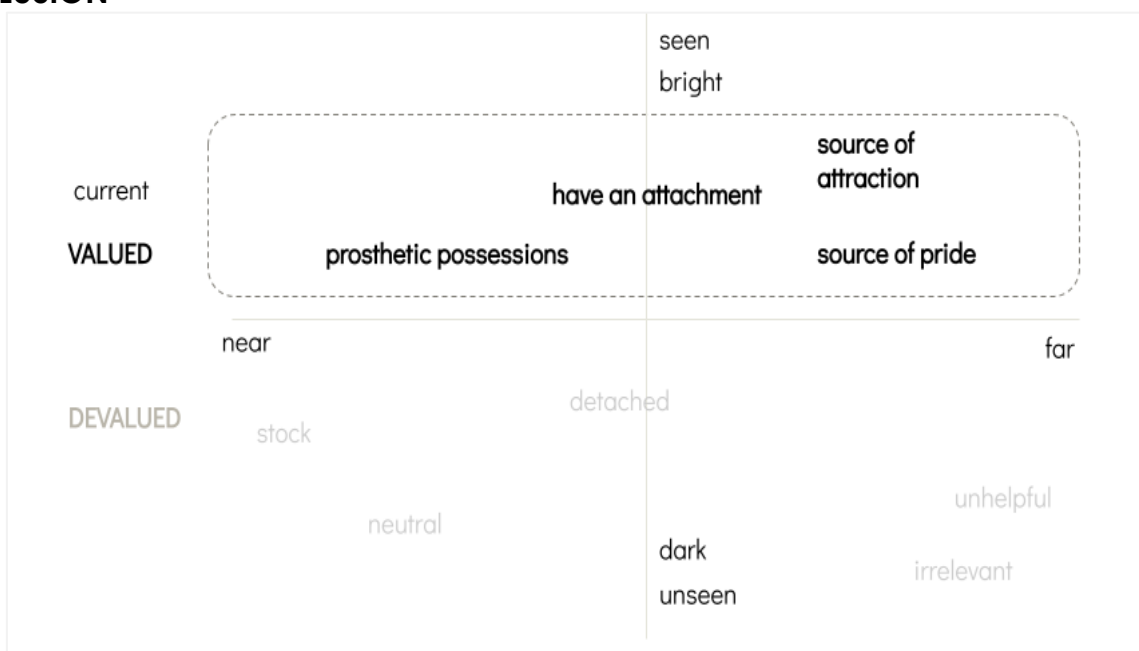 seen
bright
source of
attraction
current
have an attachment
VALUED
prosthetic possessions
source of pride
near
far
detached
DEVALUED
stock
unhelpful
neutral
dark
irrelevant
unseen